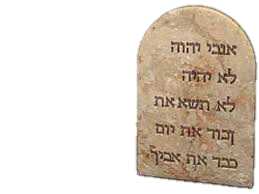 אנכי יהוה
לא יהיה
לא תשא את
זכור את יום
כבד את אביך